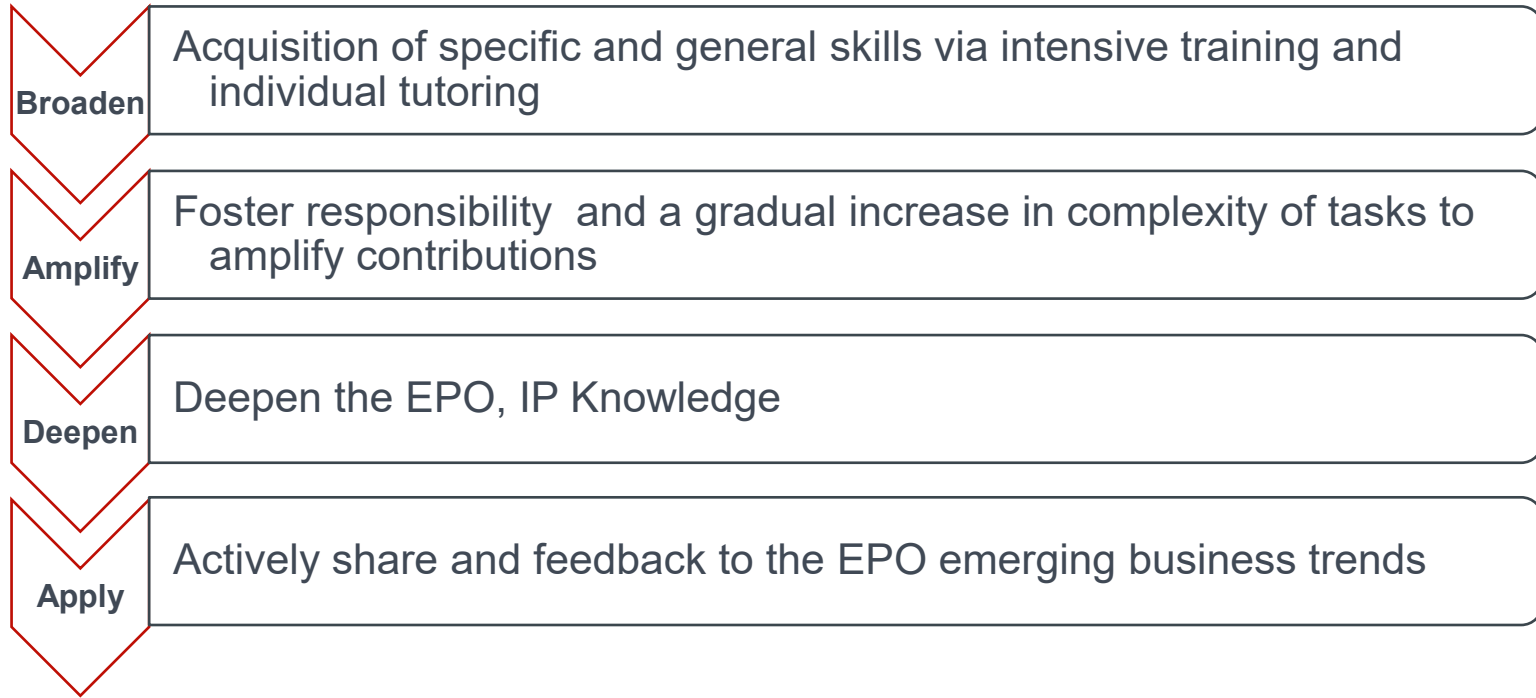 Broaden
Acquisition of specific and general skills via intensive training and
individual tutoring
Amplify
Foster responsibility  and a gradual increase in complexity of tasks to
amplify contributions
Deepen
Deepen the EPO, IP Knowledge
Apply
Actively share and feedback to the EPO emerging business trends